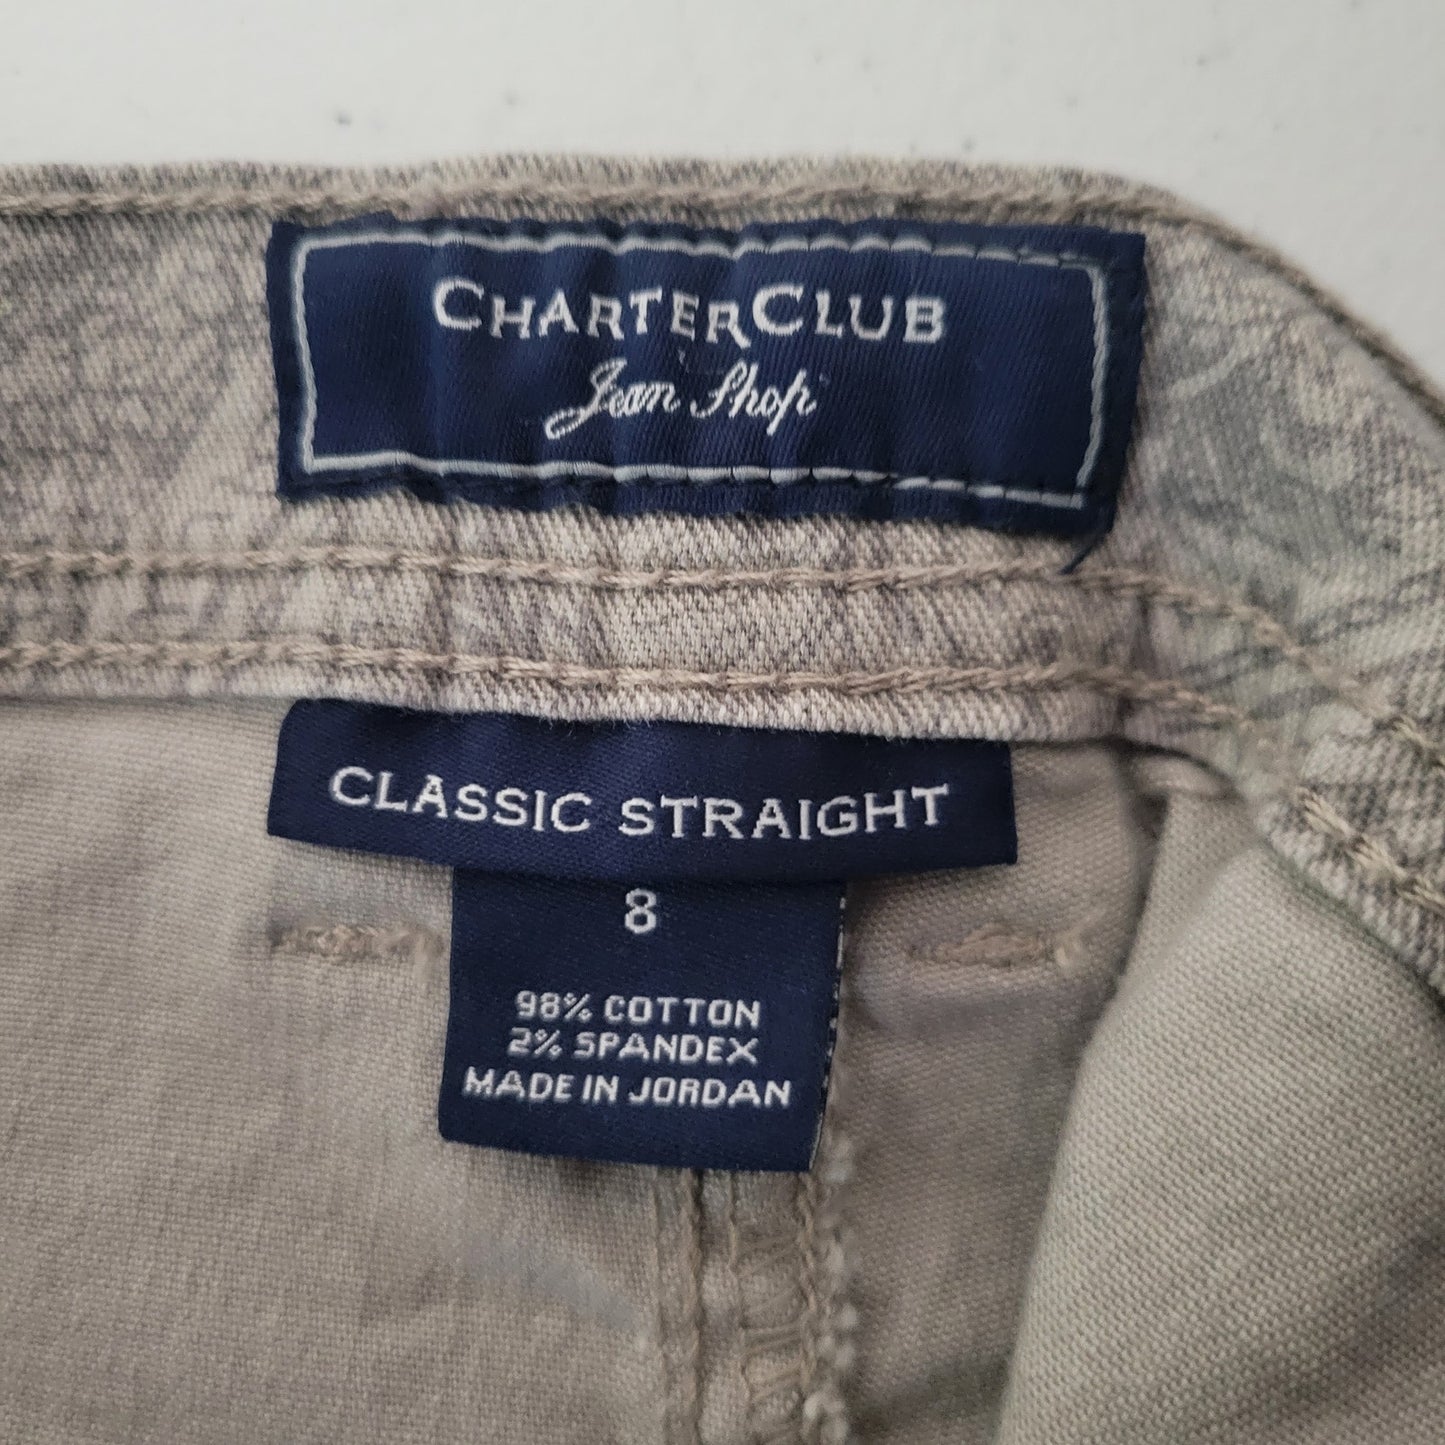 CHARTERCLUB
Jean Shop
CLASSIC STRAIGHT
8
98% COTTON
2% SPANDEX
MADE IN JORDAN